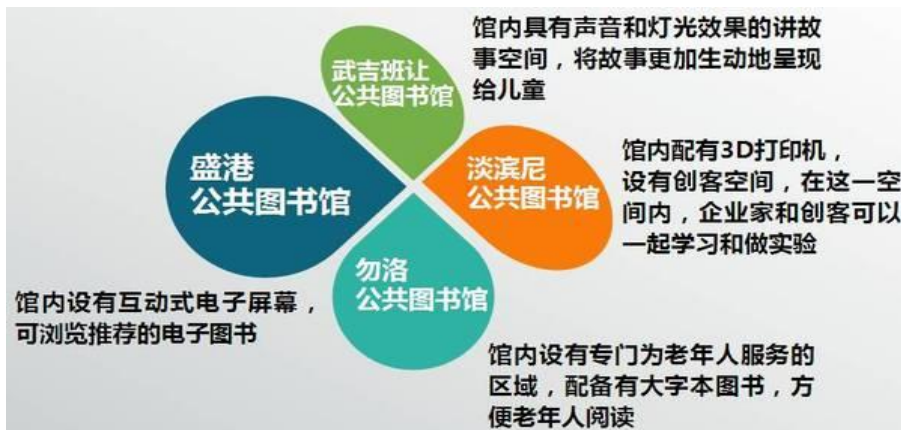 武吉班让
公共图书馆
馆内具有声音和灯光效果的讲故
事空间，将故事更加生动地呈现
给儿童
盛港
公共图书馆
淡滨尼
公共图书馆
馆内配有3D打印机，
设有创客空间，在这一空
间内，企业家和创客可以
一起学习和做实验
勿洛
公共图书馆
馆内设有互动式电子屏幕，
可浏览推荐的电子图书
馆内设有专门为老年人服务的
区域，配备有大字本图书，方
便老年人阅读